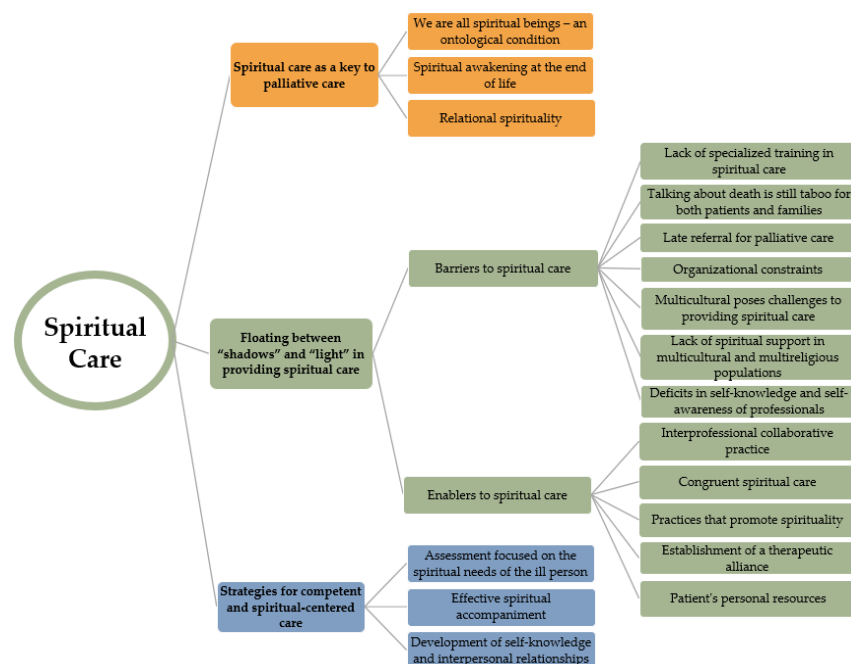 Spiritual
Care
Spiritual care as a key to
palliative care
We are all spiritual beings – an
ontological condition
Spiritual awakening at the end
of life
Relational spirituality
Floating between
“shadows” and “light” in
providing spiritual care
Barriers to spiritual care
Lack of specialized training in
spiritual care
Talking about death is still taboo for
both patients and families
Late referral for palliative care
Organizational constraints
Multicultural poses challenges to
providing spiritual care
Lack of spiritual support in
multicultural and multireligious
populations
Deficits in self-knowledge and self-
awareness of professionals
Enablers to spiritual care
Interprofessional collaborative
practice
Congruent spiritual care
Practices that promote spirituality
Establishment of a therapeutic
alliance
Patient's personal resources
Strategies for competent
and spiritual-centered
care
Assessment focused on the
spiritual needs of the ill person
Effective spiritual
accompaniment
Development of self-knowledge
and interpersonal relationships